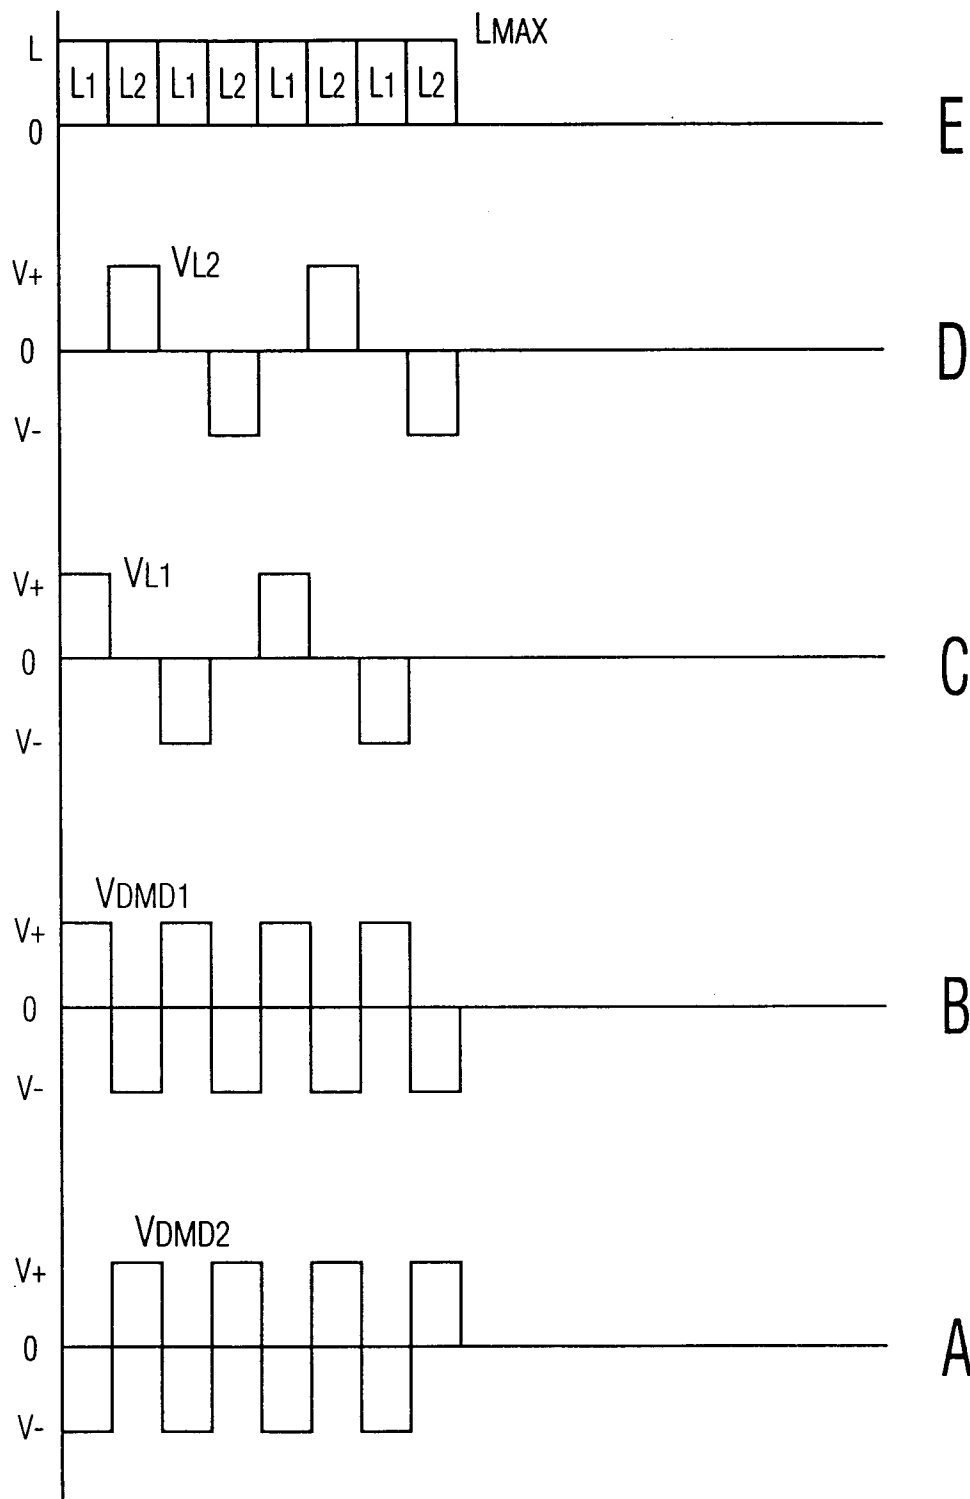 LMAX
L
L1 L2 L1 L2 L1 L2 L1 L2
0
E
VL2
V+
0
D
V-
VL1
V+
0
C
V-
VDMD1
V+
0
B
V-
VDMD2
V+
0
A
V-